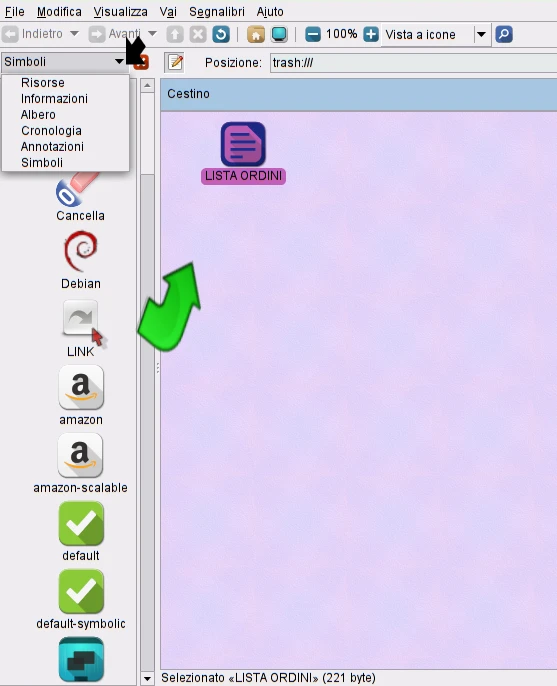 File Modifica Visualizza Vai Segnalibri Aiuto
Indietro Avanti 100% Vista a icone
Simboli Posizione: trash:///
Risorse
Informazioni
Albero
Cronologia
Annotazioni
Simboli
Cestino
LISTA ORDINI
Cancella
Debian
LINK
amazon
amazon-scalable
default
default-symbolic
Selezionato «LISTA ORDINI» (221 byte)